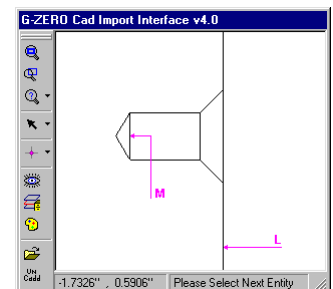 G-ZERO Cad Import Interface v4.0
M
L
UN
Cadd
-1.7326" , 0.5906" Please Select Next Entity